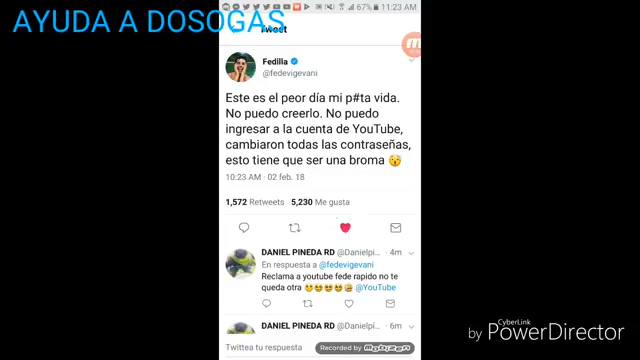 AYUDA A DOSOGAS
67% 11:23 AM
Tweet
Fedilla
@fedevigevani
Este es el peor día mi p#ta vida.
No puedo creerlo. No puedo
ingresar a la cuenta de YouTube,
cambiaron todas las contraseñas,
esto tiene que ser una broma 😯
10:23 AM · 02 feb. 18
1,572 Retweets 5,230 Me gusta
DANIEL PINEDA RD @Danielpi... · 4m
En respuesta a @fedevigevani
Reclama a youtube fede rapido no te
queda otra @YouTube
DANIEL PINEDA RD @Danielpi... · 6m
Twittea tu respuesta
Recorded by Mobizen
CyberLink
by PowerDirector